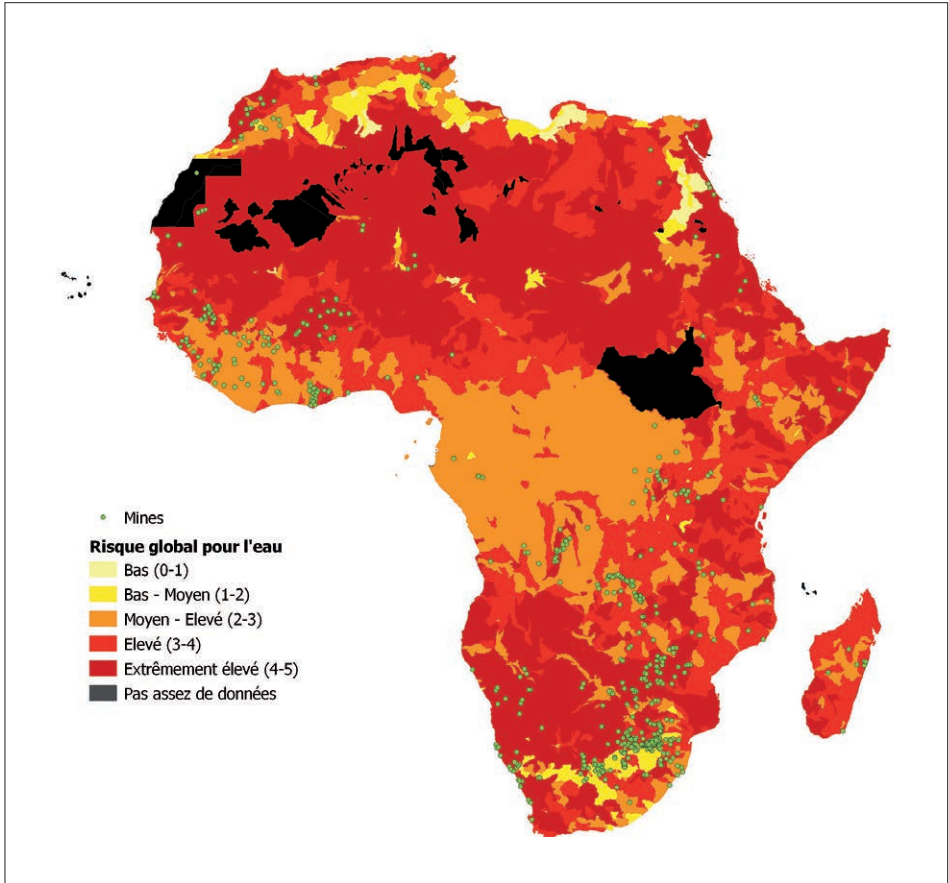 Mines
Risque global pour l'eau
Bas (0-1)
Bas - Moyen (1-2)
Moyen - Elevé (2-3)
Elevé (3-4)
Extrêmement élevé (4-5)
Pas assez de données